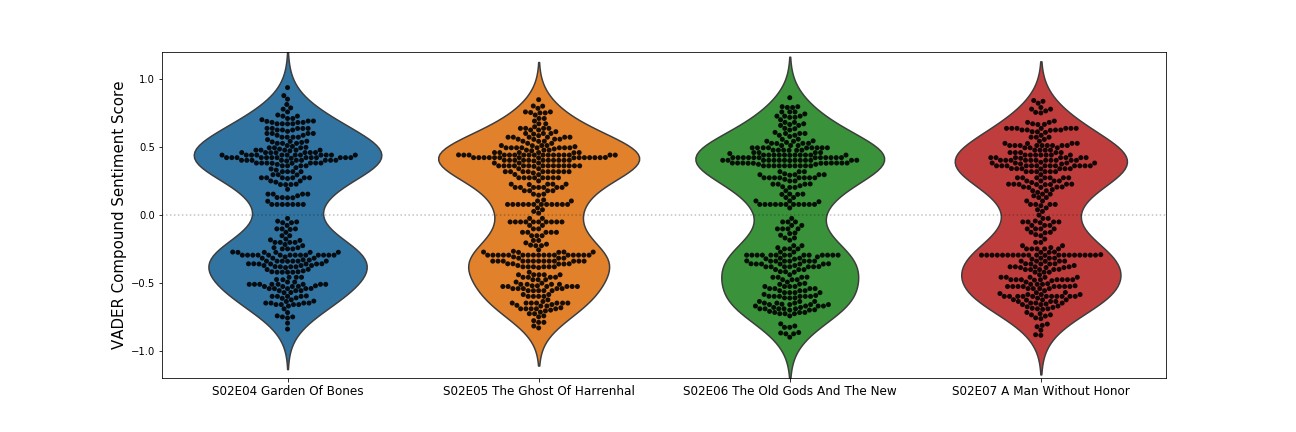 VADER Compound Sentiment Score
1.0
0.5
0.0
−0.5
−1.0
S02E04 Garden Of Bones
S02E05 The Ghost Of Harrenhal
S02E06 The Old Gods And The New
S02E07 A Man Without Honor